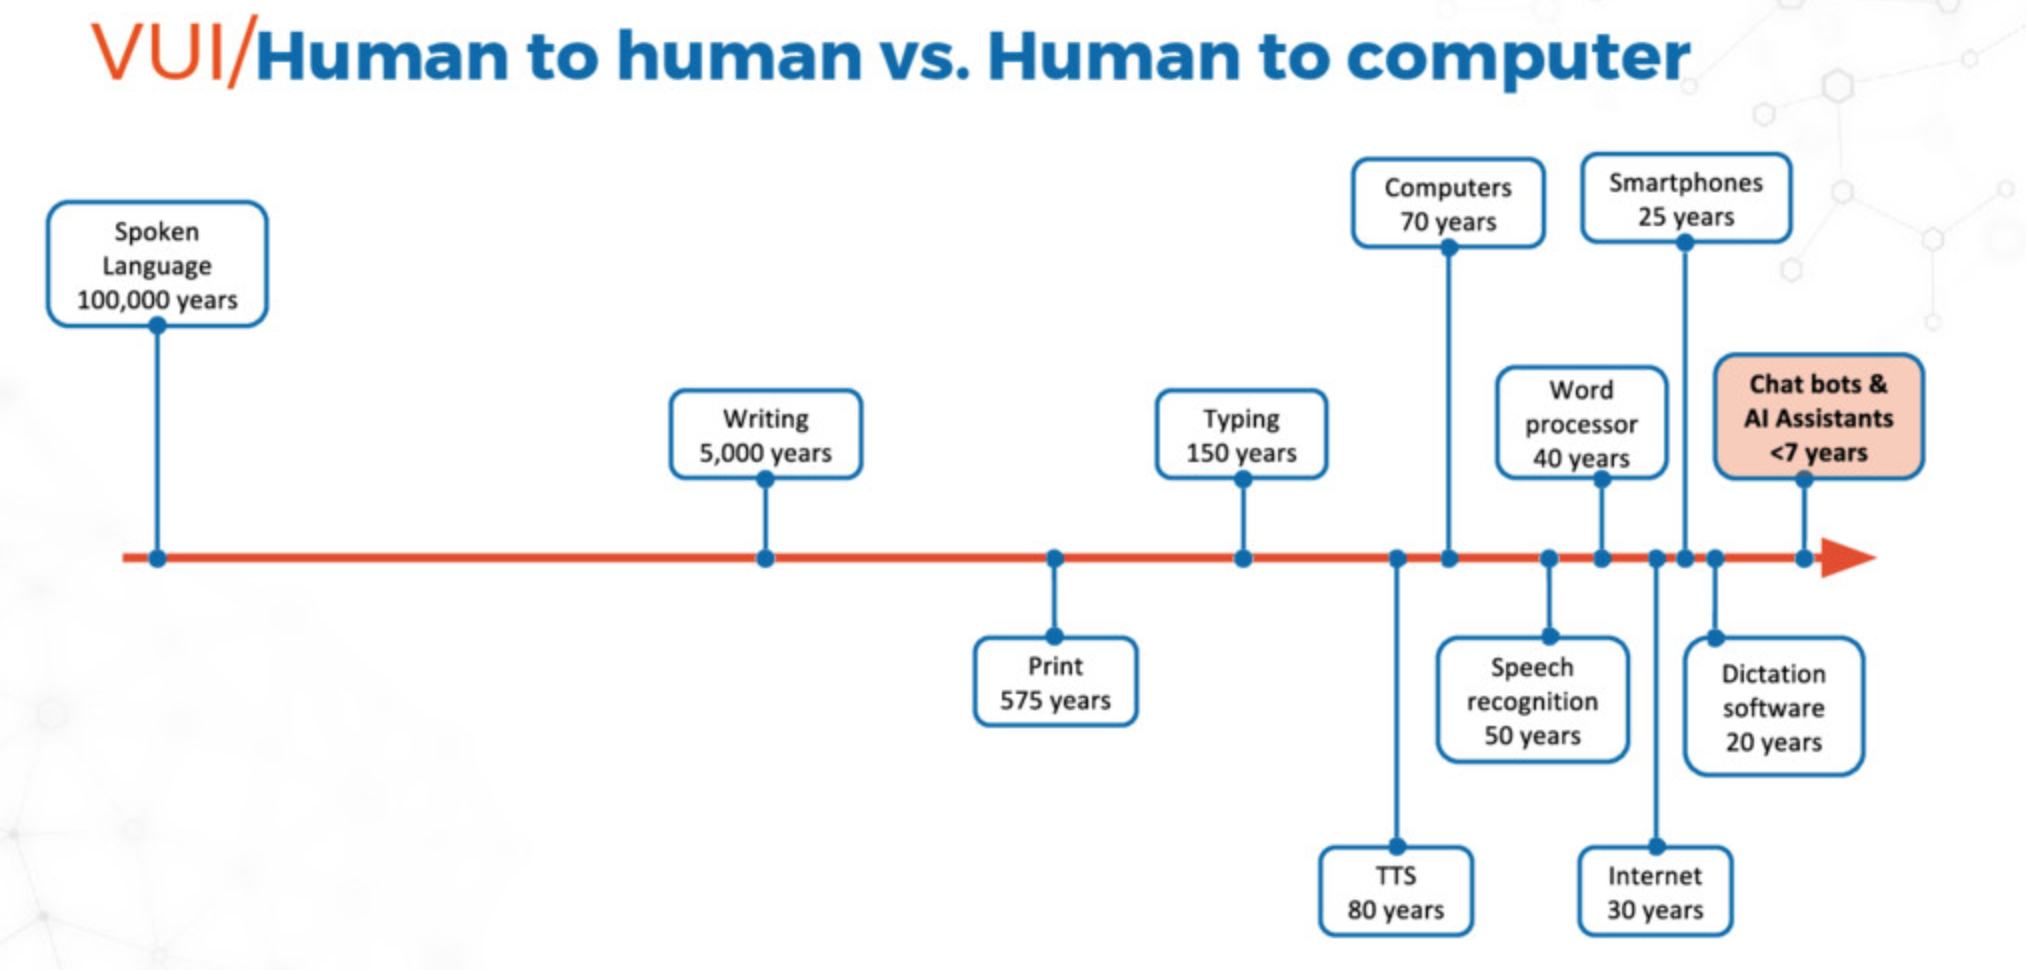 VUI/Human to human vs. Human to computer
Spoken
Language
100,000 years
Writing
5,000 years
Print
575 years
Typing
150 years
TTS
80 years
Computers
70 years
Speech
recognition
50 years
Word
processor
40 years
Internet
30 years
Smartphones
25 years
Dictation
software
20 years
Chat bots &
AI Assistants
<7 years